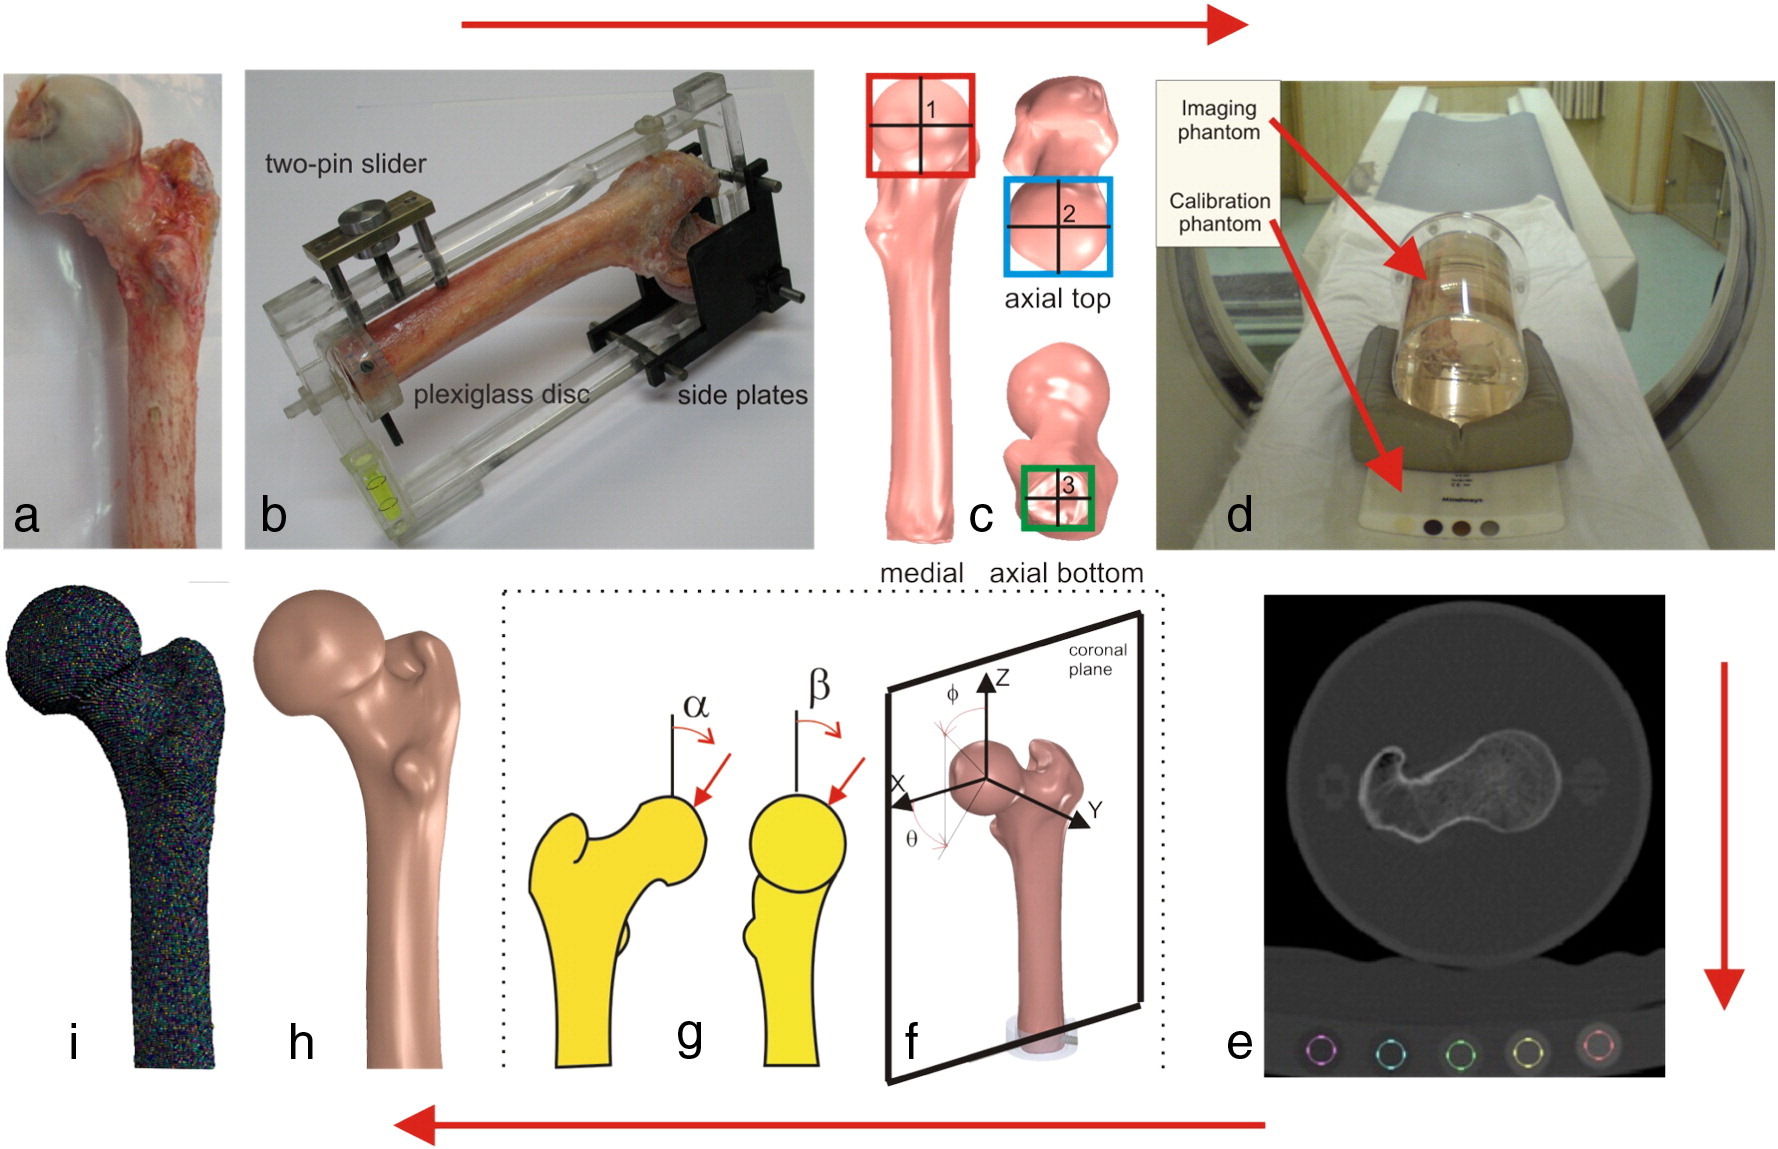 two-pin slider
plexiglass disc
side plates
a
b
1
2
axial top
3
c
medial
axial bottom
Imaging
phantom
Calibration
phantom
Mindways
d
i
h
α
β
g
coronal
plane
Z
ϕ
X
Y
θ
f
e